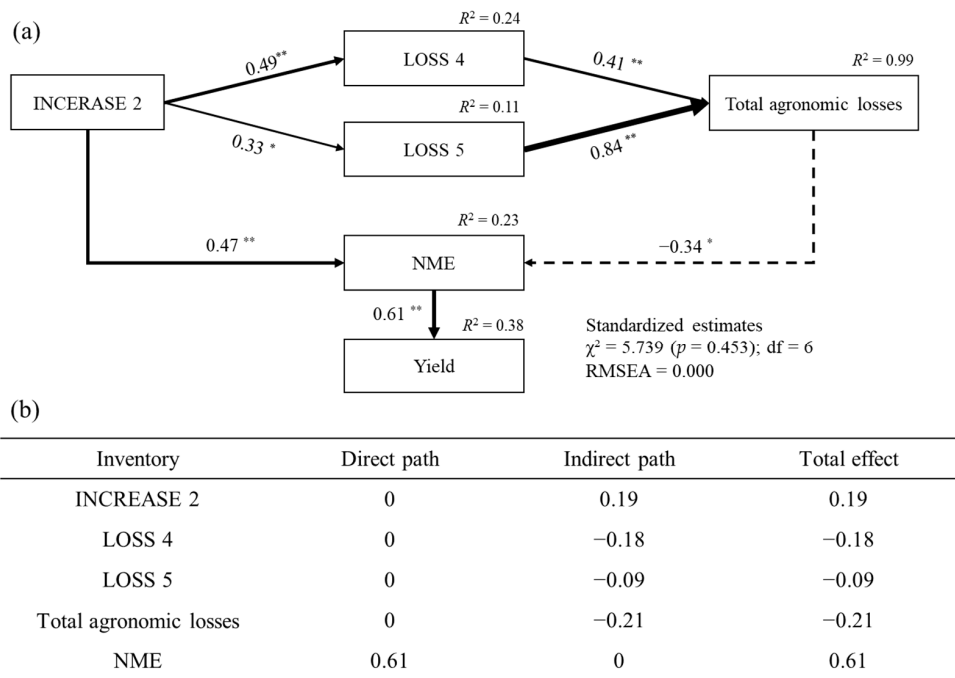 (a)
R² = 0.24
LOSS 4
0.49**
0.41 **
R² = 0.99
INCERASE 2
Total agronomic losses
R² = 0.11
LOSS 5
0.33 *
0.84 **
R² = 0.23
NME
0.47 **
−0.34 *
0.61 **
R² = 0.38
Yield
Standardized estimates
χ² = 5.739 (p = 0.453); df = 6
RMSEA = 0.000
(b)
Inventory Direct path Indirect path Total effect
INCREASE 2 0 0.19 0.19
LOSS 4 0 −0.18 −0.18
LOSS 5 0 −0.09 −0.09
Total agronomic losses 0 −0.21 −0.21
NME 0.61 0 0.61